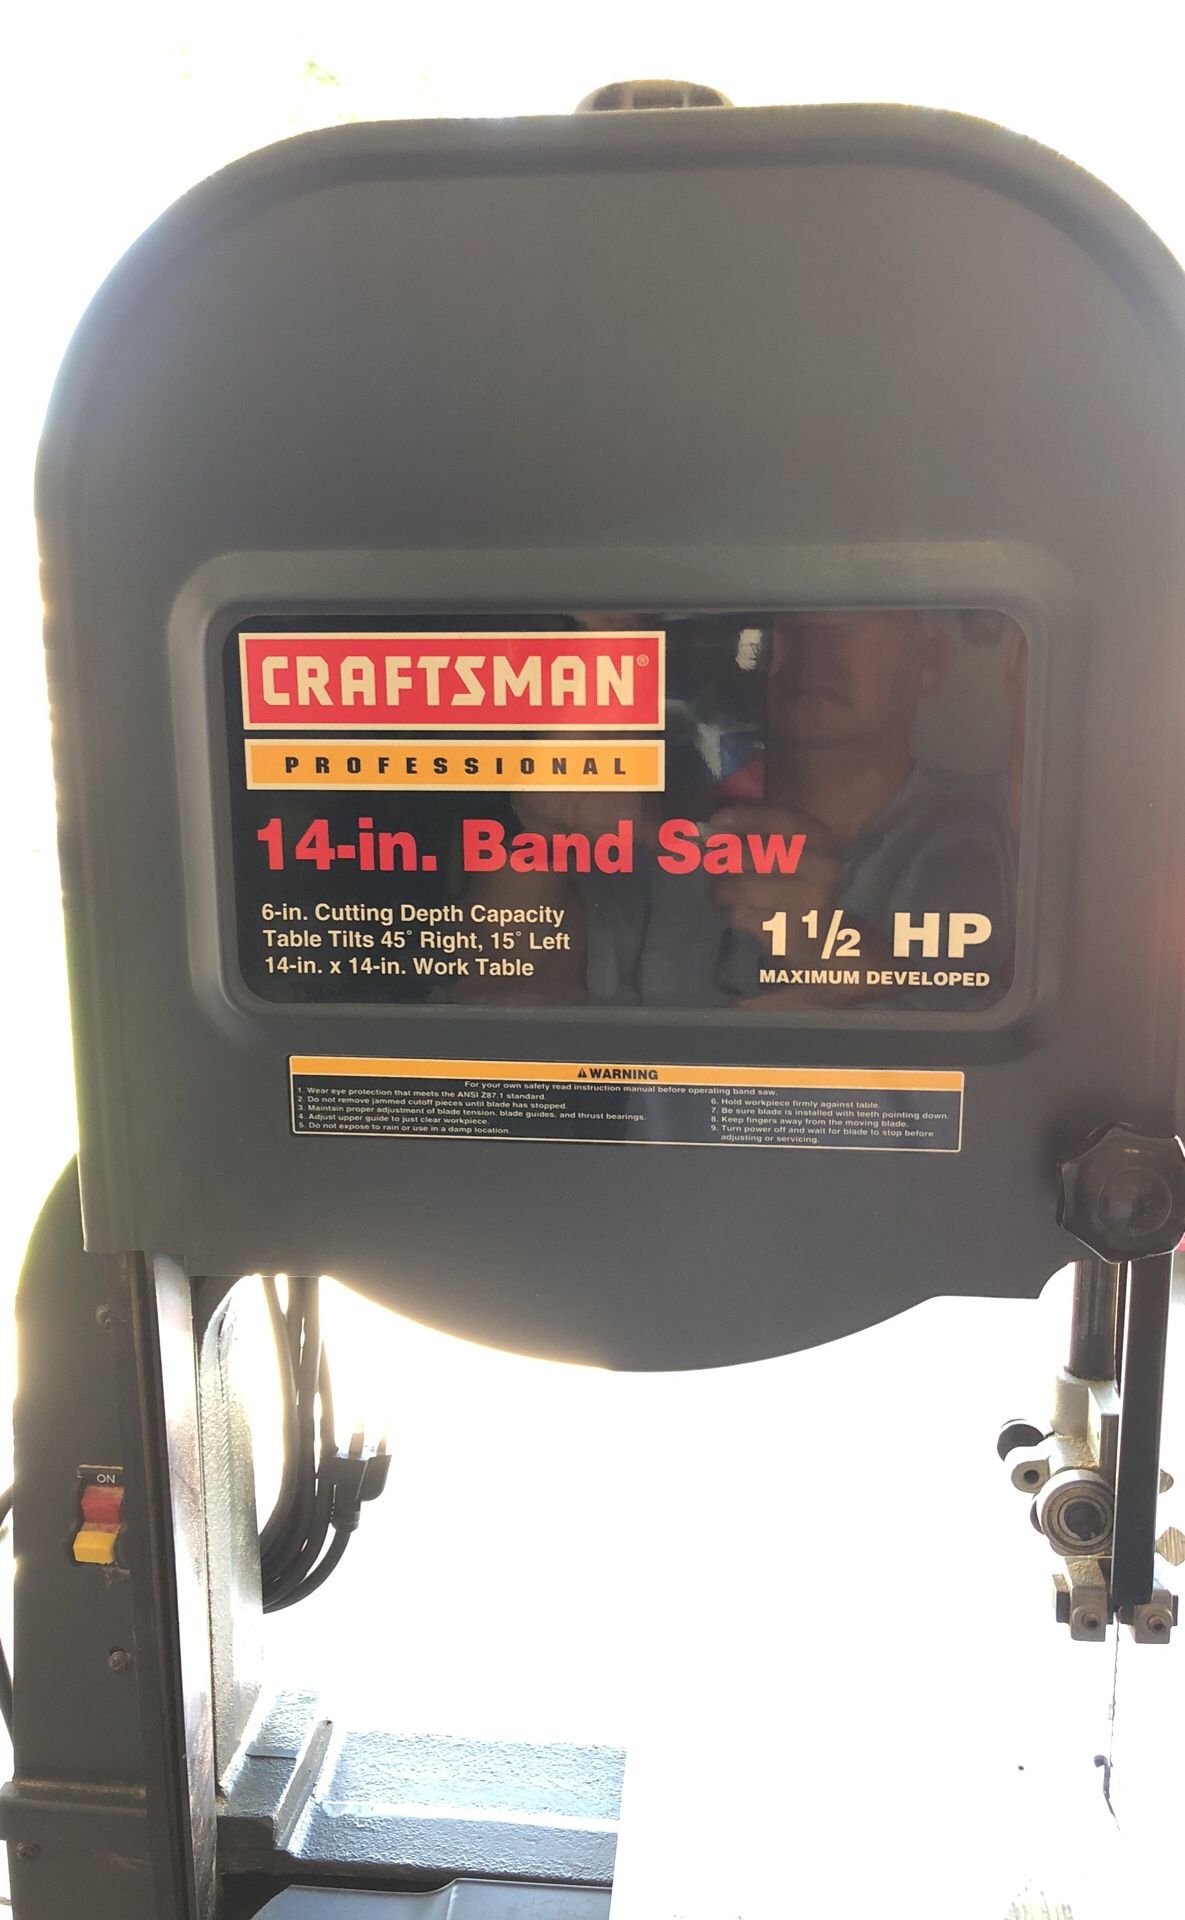 CRAFTSMAN®
PROFESSIONAL
14-in. Band Saw
6-in. Cutting Depth Capacity
Table Tilts 45° Right, 15° Left
14-in. x 14-in. Work Table
1 1/2 HP
MAXIMUM DEVELOPED
⚠WARNING
For your own safety read instruction manual before operating band saw.
1. Wear eye protection that meets the ANSI Z87.1 standard.
2. Do not remove jammed cutoff pieces until blade has stopped.
3. Maintain proper adjustment of blade tension, blade guides, and thrust bearings.
4. Adjust upper guide to just clear workpiece.
5. Do not expose to rain or use in a damp location.
6. Hold workpiece firmly against table.
7. Be sure blade is installed with teeth pointing down.
8. Keep fingers away from the moving blade.
9. Turn power off and wait for blade to stop before
adjusting or servicing.
ON